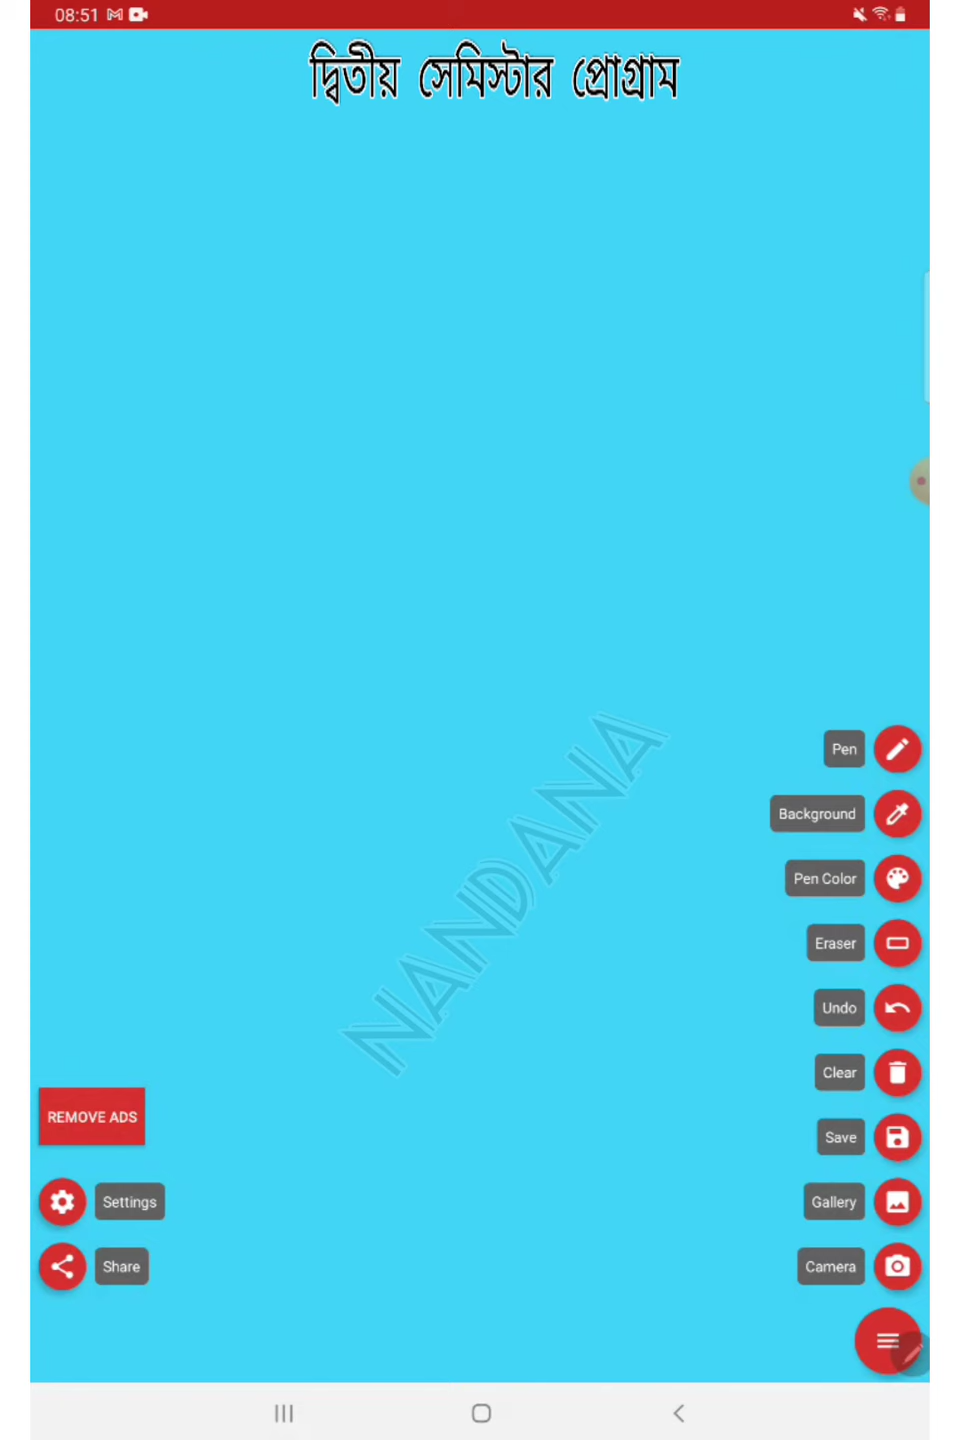 08:51
দ্বিতীয় সেমিস্টার প্রোগ্রাম
NANDANA
Pen
Background
Pen Color
Eraser
Undo
Clear
REMOVE ADS
Save
Settings
Gallery
Share
Camera